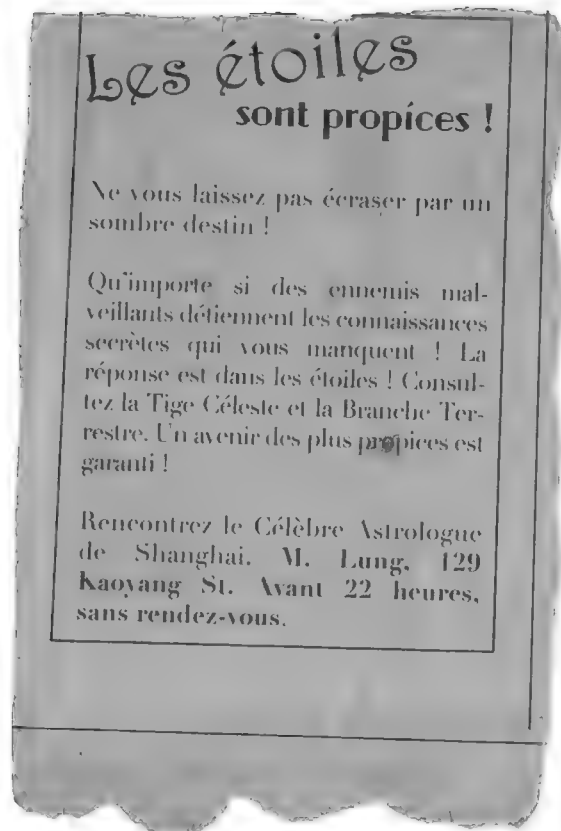 Les étoiles
sont propices !
Ne vous laissez pas écraser par un
sombre destin !
Qu'importe si des ennemis mal-
veillants détiennent les connaissances
secrètes qui vous manquent ! La
réponse est dans les étoiles ! Consul-
tez la Tige Céleste et la Branche Ter-
restre. Un avenir des plus propices est
garanti !
Rencontrez le Célèbre Astrologue
de Shanghai. M. Lung, 129
Kaoyang St. Avant 22 heures,
sans rendez-vous.